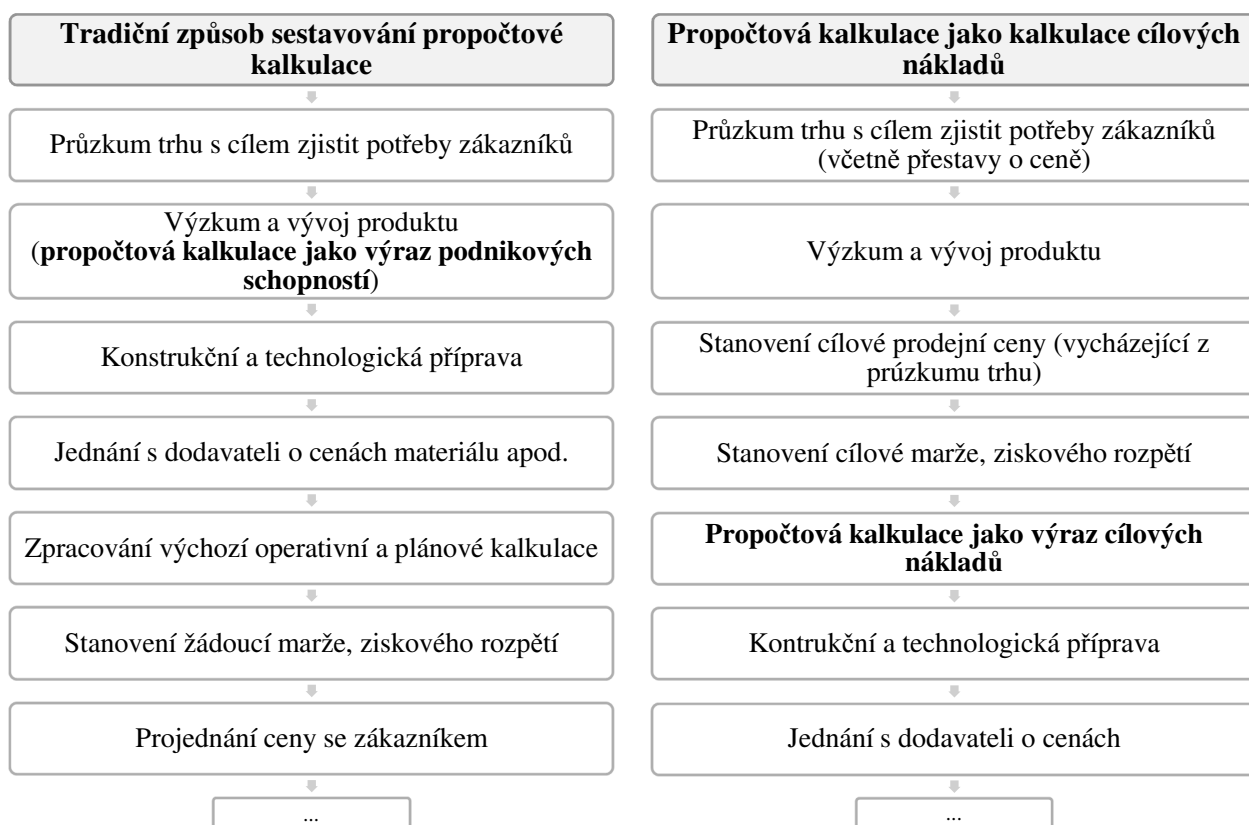 Tradiční způsob sestavování propočtové
kalkulace
Průzkum trhu s cílem zjistit potřeby zákazníků
Výzkum a vývoj produktu
(propočtová kalkulace jako výraz podnikových
schopností)
Konstrukční a technologická příprava
Jednání s dodavateli o cenách materiálu apod.
Zpracování výchozí operativní a plánové kalkulace
Stanovení žádoucí marže, ziskového rozpětí
Projednání ceny se zákazníkem
...
Propočtová kalkulace jako kalkulace cílových
nákladů
Průzkum trhu s cílem zjistit potřeby zákazníků
(včetně přestavy o ceně)
Výzkum a vývoj produktu
Stanovení cílové prodejní ceny (vycházející z
prúzkumu trhu)
Stanovení cílové marže, ziskového rozpětí
Propočtová kalkulace jako výraz cílových
nákladů
Kontrukční a technologická příprava
Jednání s dodavateli o cenách
...